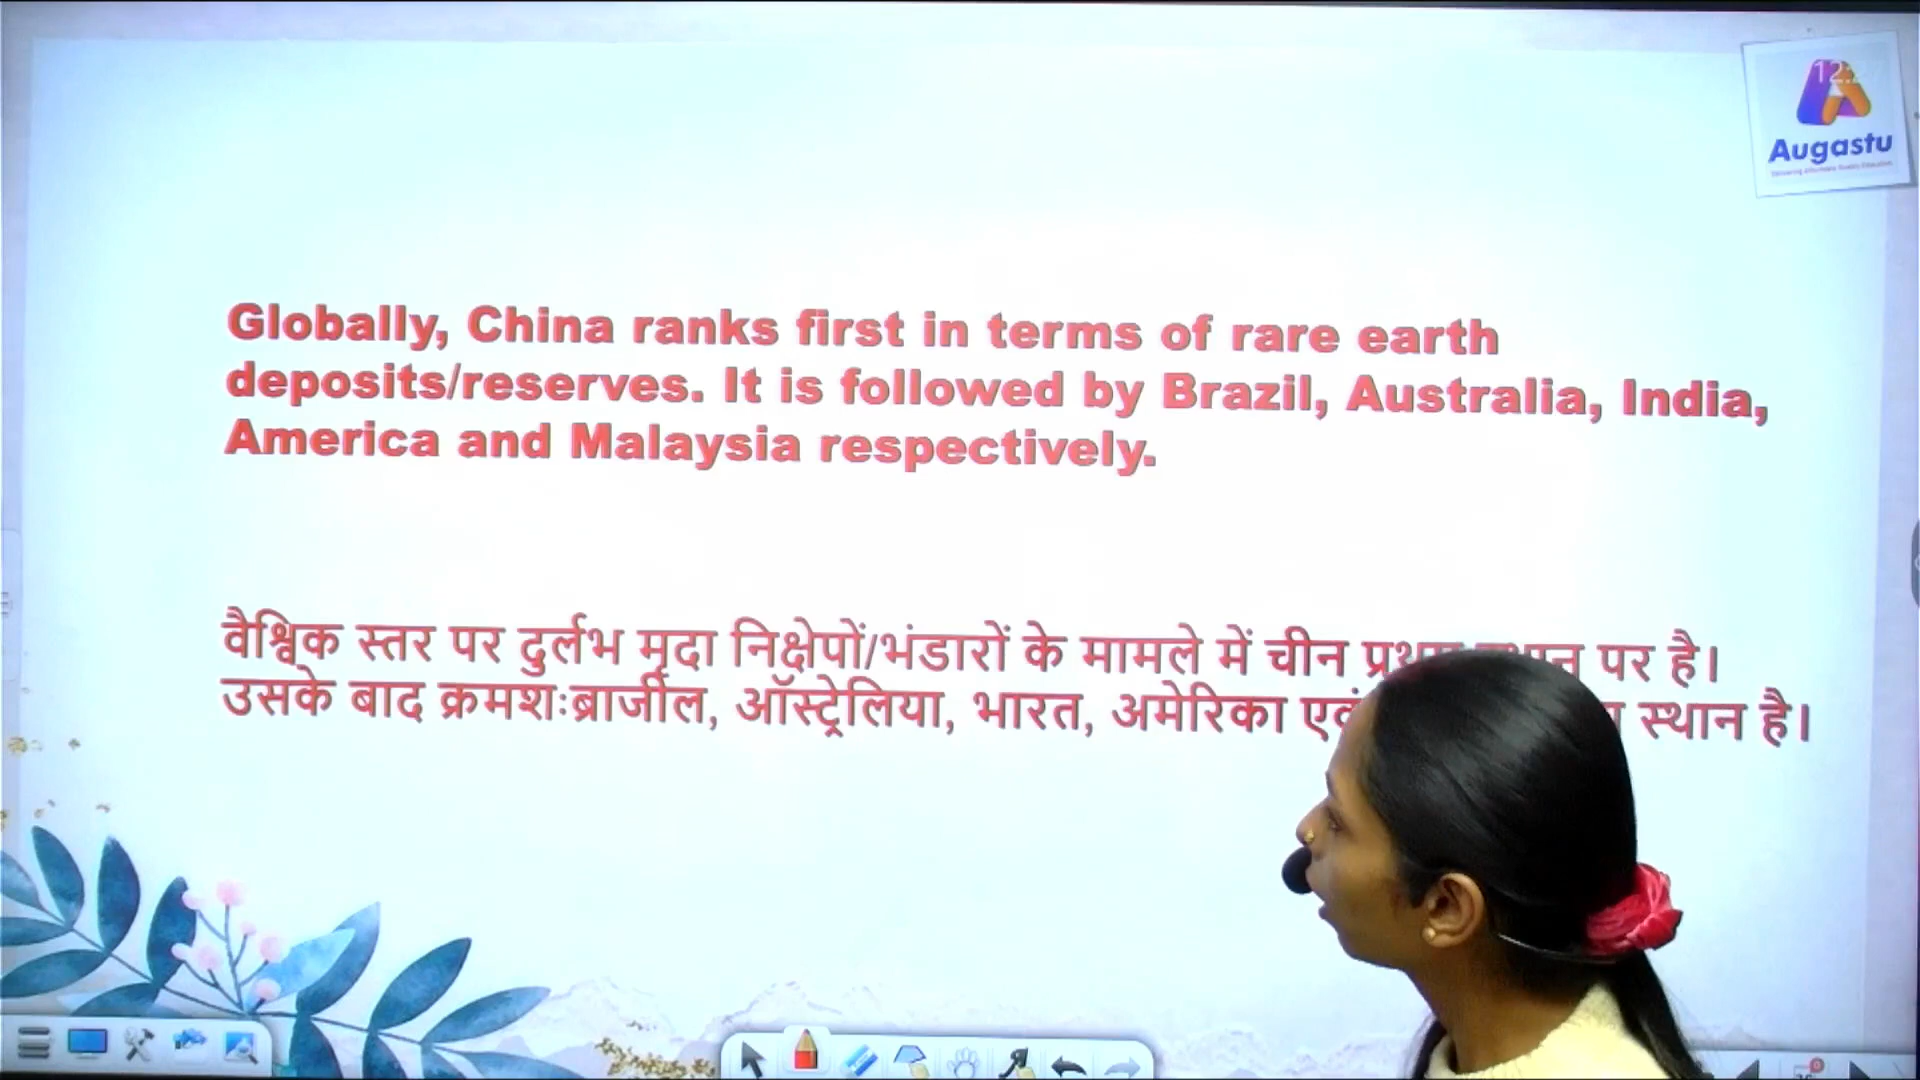 Augastu
Globally, China ranks first in terms of rare earth
deposits/reserves. It is followed by Brazil, Australia, India,
America and Malaysia respectively.
वैश्विक स्तर पर दुर्लभ मृदा निक्षेपों/भंडारों के मामले में चीन पर है।
उसके बाद क्रमशःब्राजील, ऑस्ट्रेलिया, भारत, अमेरिका स्थान है।